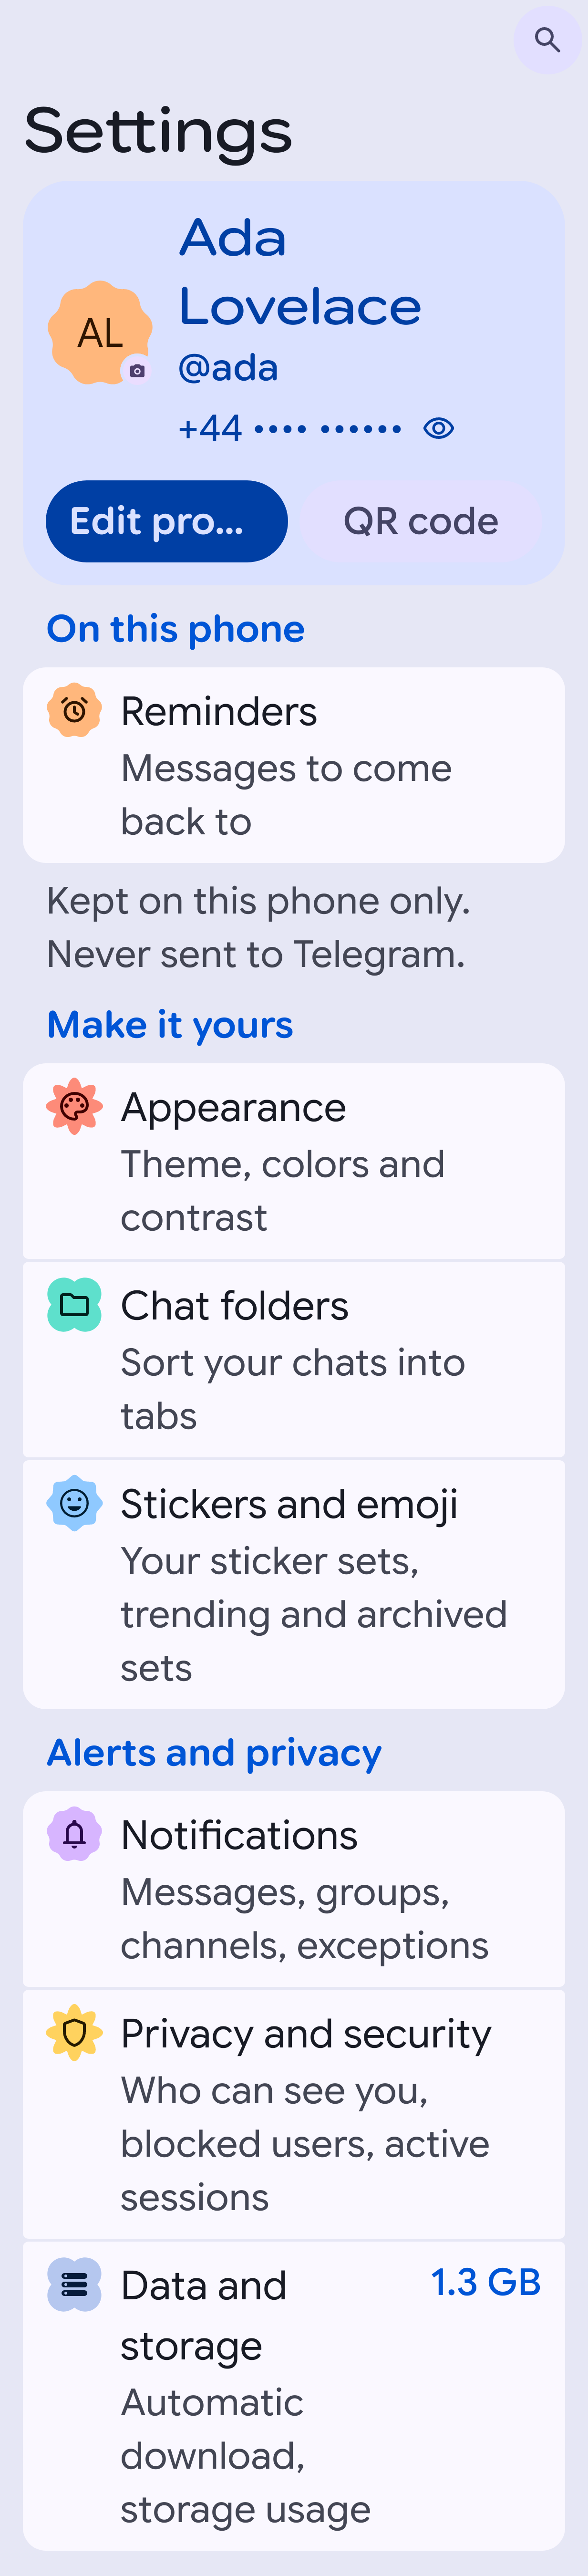 Settings
Ada
Lovelace
AL
@ada
+44 •••• ••••••
Edit pro...
QR code
On this phone
Reminders
Messages to come
back to
Kept on this phone only.
Never sent to Telegram.
Make it yours
Appearance
Theme, colors and
contrast
Chat folders
Sort your chats into
tabs
Stickers and emoji
Your sticker sets,
trending and archived
sets
Alerts and privacy
Notifications
Messages, groups,
channels, exceptions
Privacy and security
Who can see you,
blocked users, active
sessions
Data and
storage
1.3 GB
Automatic
download,
storage usage